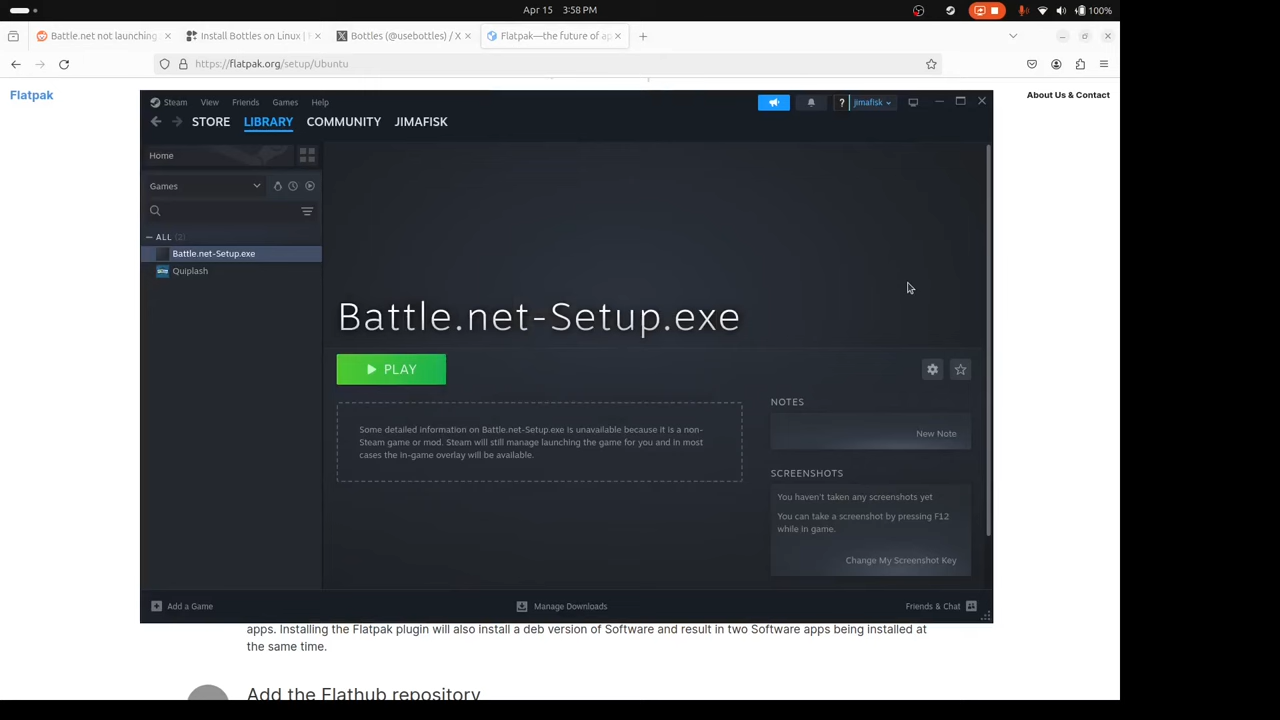 Apr 15 3:58 PM
100%
Battle.net not launching
Install Bottles on Linux |
Bottles (@usebottles) / X
Flatpak—the future of ap
https://flatpak.org/setup/Ubuntu
Flatpak
About Us & Contact
Steam View Friends Games Help
? jimafisk
STORE LIBRARY COMMUNITY JIMAFISK
Home
Games
ALL (2)
Battle.net-Setup.exe
Quiplash
Battle.net-Setup.exe
PLAY
Some detailed information on Battle.net-Setup.exe is unavailable because it is a non-
Steam game or mod. Steam will still manage launching the game for you and in most
cases the in-game overlay will be available.
NOTES
New Note
SCREENSHOTS
You haven't taken any screenshots yet
You can take a screenshot by pressing F12
while in game.
Change My Screenshot Key
Add a Game
Manage Downloads
Friends & Chat
apps. Installing the Flatpak plugin will also install a deb version of Software and result in two Software apps being installed at
the same time.
Add the Flathub repository